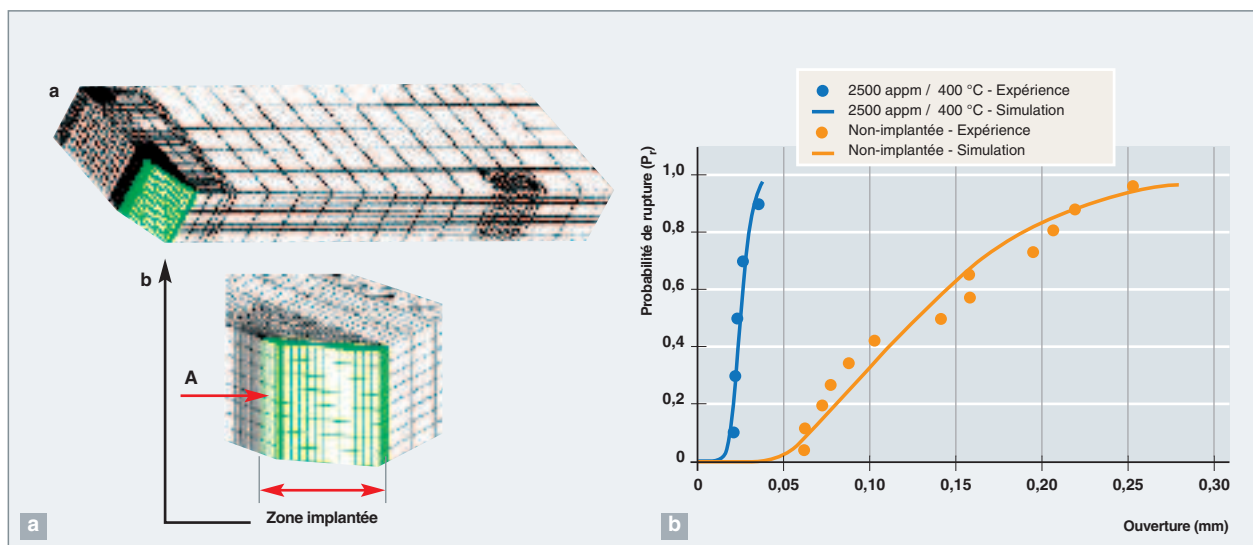 a
b
A
Zone implantée
a
2500 appm / 400 °C - Expérience
2500 appm / 400 °C - Simulation
Non-implantée - Expérience
Non-implantée - Simulation
Probabilité de rupture (Pr)
1,0
0,8
0,6
0,4
0,2
0
0 0,05 0,10 0,15 0,20 0,25 0,30
Ouverture (mm)
b